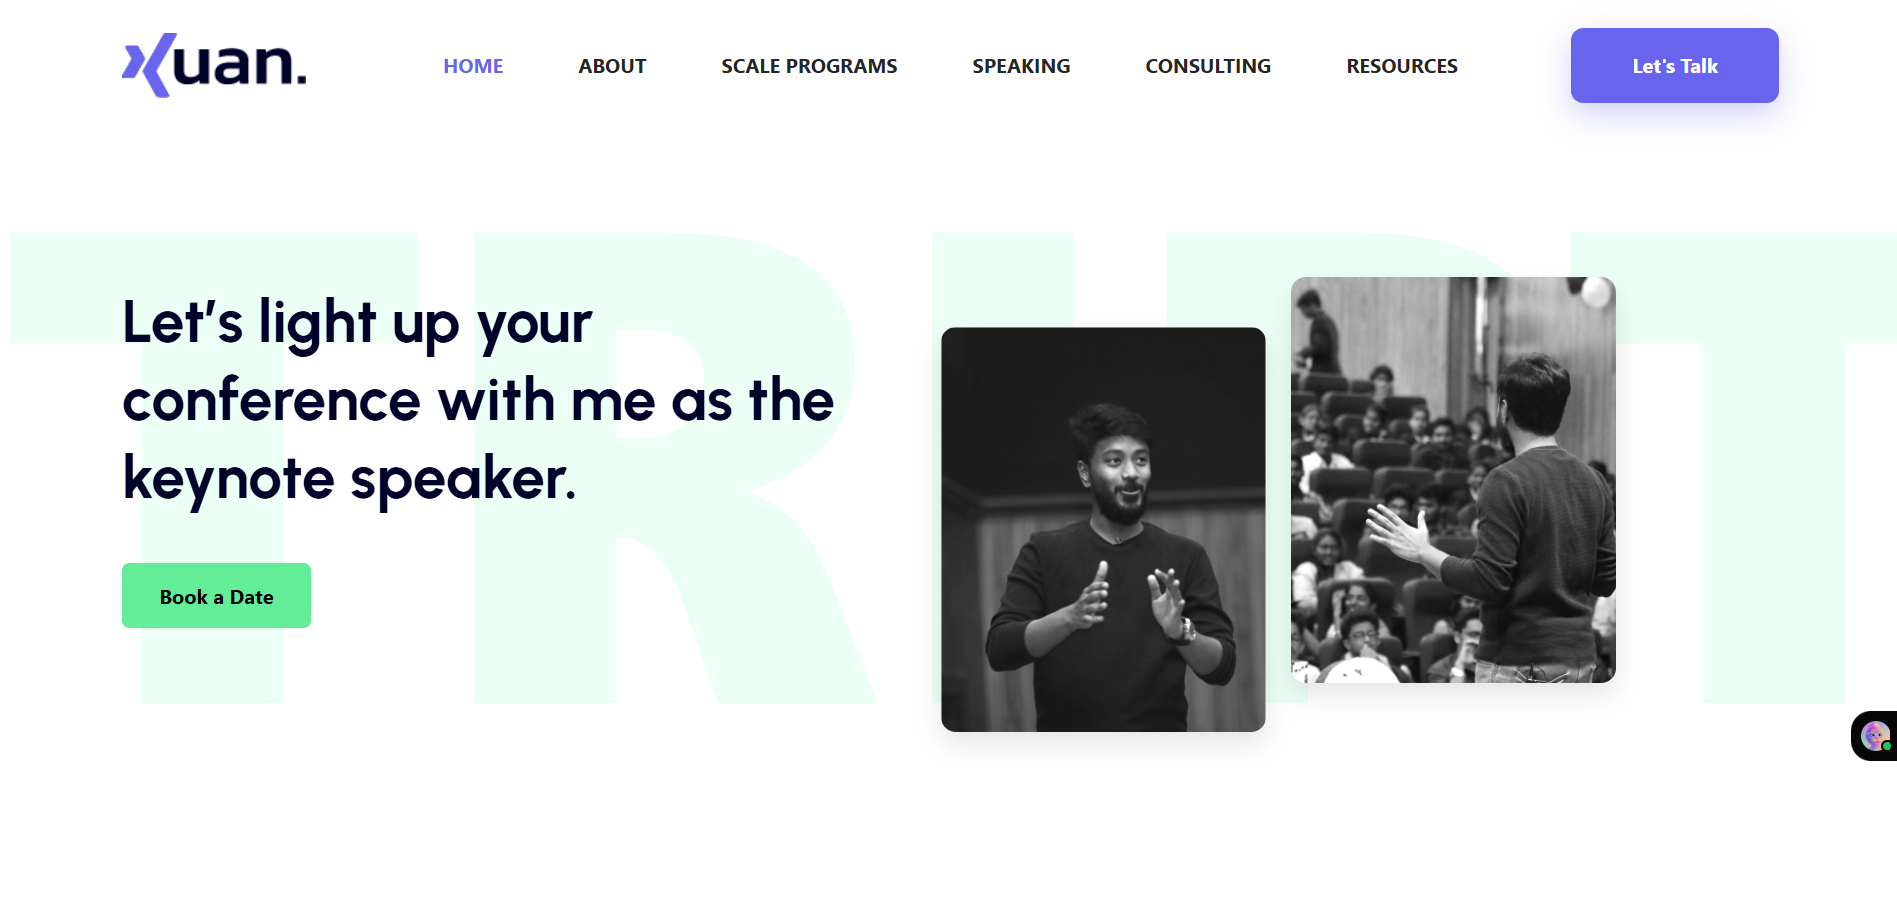 Xuan.
HOME
ABOUT
SCALE PROGRAMS
SPEAKING
CONSULTING
RESOURCES
Let's Talk
Let’s light up your
conference with me as the
keynote speaker.
Book a Date